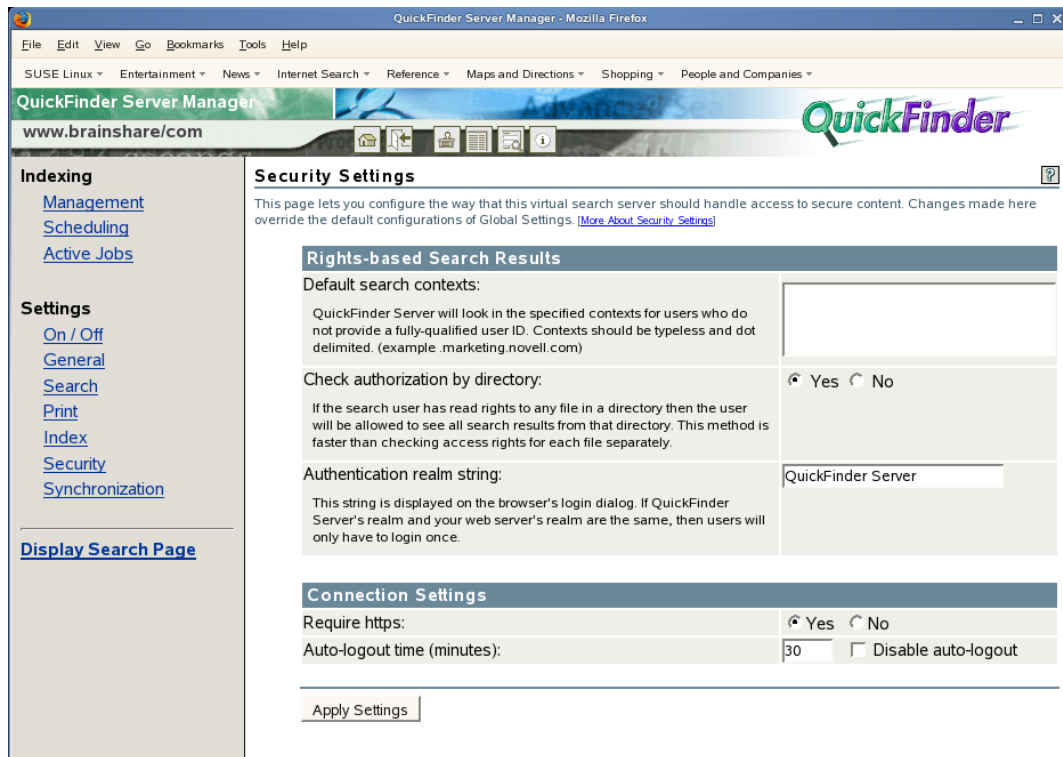 QuickFinder Server Manager - Mozilla Firefox
File Edit View Go Bookmarks Tools Help
SUSE Linux Entertainment News Internet Search Reference Maps and Directions Shopping People and Companies
QuickFinder Server Manager
Advanced Sea
QuickFinder
www.brainshare/com
Indexing
Management
Scheduling
Active Jobs
Settings
On / Off
General
Search
Print
Index
Security
Synchronization
Display Search Page
Security Settings
?
This page lets you configure the way that this virtual search server should handle access to secure content. Changes made here
override the default configurations of Global Settings. [More About Security Settings]
Rights-based Search Results
Default search contexts:
QuickFinder Server will look in the specified contexts for users who do
not provide a fully-qualified user ID. Contexts should be typeless and dot
delimited. (example .marketing.novell.com)
Check authorization by directory:
Yes No
If the search user has read rights to any file in a directory then the user
will be allowed to see all search results from that directory. This method is
faster than checking access rights for each file separately.
Authentication realm string:
QuickFinder Server
This string is displayed on the browser's login dialog. If QuickFinder
Server's realm and your web server's realm are the same, then users will
only have to login once.
Connection Settings
Require https:
Yes No
Auto-logout time (minutes):
30 Disable auto-logout
Apply Settings